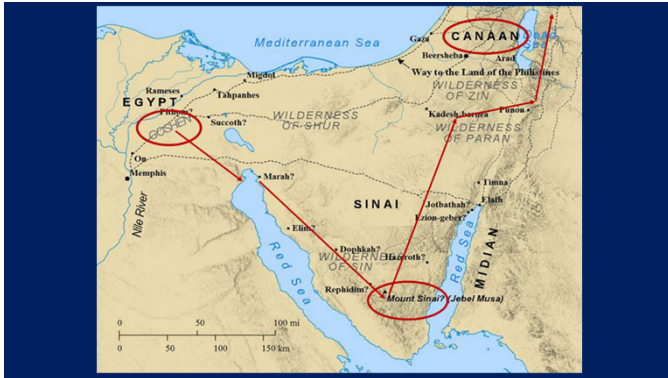 Mediterranean Sea
Gaza
CANAAN
Dead
Sea
Beersheba
Arad
Way to the Land of the Philistines
Migdol
Rameses
Tahpanhes
EGYPT
Pithom?
GOSHEN
Succoth?
WILDERNESS
OF SHUR
WILDERNESS
OF ZIN
Kadesh-barnea
Punon
WILDERNESS
OF PARAN
On
Memphis
Nile River
Marah?
SINAI
Timna
Jotbathah?
Elath
Ezion-geber?
Elim?
Dophkah?
Hazeroth?
WILDERNESS
OF SIN
Red Sea
Red Sea
MIDIAN
Rephidim?
Mount Sinai? (Jebel Musa)
0 50 100 mi
0 50 100 150 km